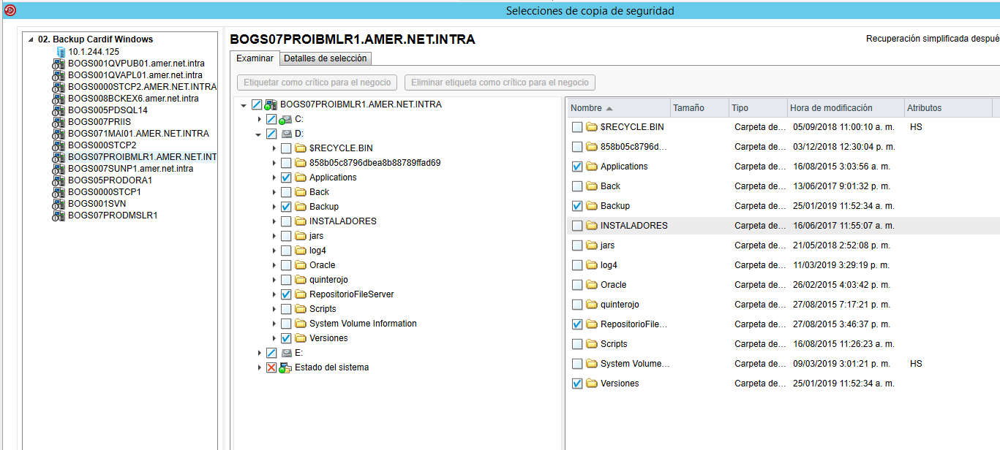 Selecciones de copia de seguridad
02. Backup Cardif Windows
10.1.244.125
BOGS001QVPUB01.amer.net.intra
BOGS001QVAPL01.amer.net.intra
BOGS0000STCP2.AMER.NET.INTRA
BOGS008BCKEX6.amer.net.intra
BOGS005PDSQL14
BOGS007PRIIS
BOGS071MAI01.AMER.NET.INTRA
BOGS000STCP2
BOGS07PROIBMLR1.AMER.NET.INT
BOGS007SUNP1.amer.net.intra
BOGS05PRODORA1
BOGS0000STCP1
BOGS001SVN
BOGS07PRODMSLR1
BOGS07PROIBMLR1.AMER.NET.INTRA
Recuperación simplificada despué
Examinar Detalles de selección
Etiquetar como crítico para el negocio Eliminar etiqueta como crítico para el negocio
BOGS07PROIBMLR1.AMER.NET.INTRA
C:
D:
$RECYCLE.BIN
858b05c8796dbea8b88789ffad69
Applications
Back
Backup
INSTALADORES
jars
log4
Oracle
quinterojo
RepositorioFileServer
Scripts
System Volume Information
Versiones
E:
Estado del sistema
Nombre Tamaño Tipo Hora de modificación Atributos
$RECYCLE.BIN Carpeta de... 05/09/2018 11:00:10 a. m. HS
858b05c8796d... Carpeta de... 03/12/2018 12:30:04 p. m.
Applications Carpeta de... 16/08/2015 3:03:56 a. m.
Back Carpeta de... 13/06/2017 9:01:32 p. m.
Backup Carpeta de... 25/01/2019 11:52:34 a. m.
INSTALADORES Carpeta de... 16/06/2017 11:55:07 a. m.
jars Carpeta de... 21/05/2018 2:52:08 p. m.
log4 Carpeta de... 11/03/2019 3:29:19 p. m.
Oracle Carpeta de... 26/02/2015 4:03:42 p. m.
quinterojo Carpeta de... 27/08/2015 7:17:21 p. m.
RepositorioFile... Carpeta de... 27/08/2015 3:46:37 p. m.
Scripts Carpeta de... 16/08/2015 11:26:23 a. m.
System Volume... Carpeta de... 09/03/2019 3:01:21 p. m. HS
Versiones Carpeta de... 25/01/2019 11:52:34 a. m.